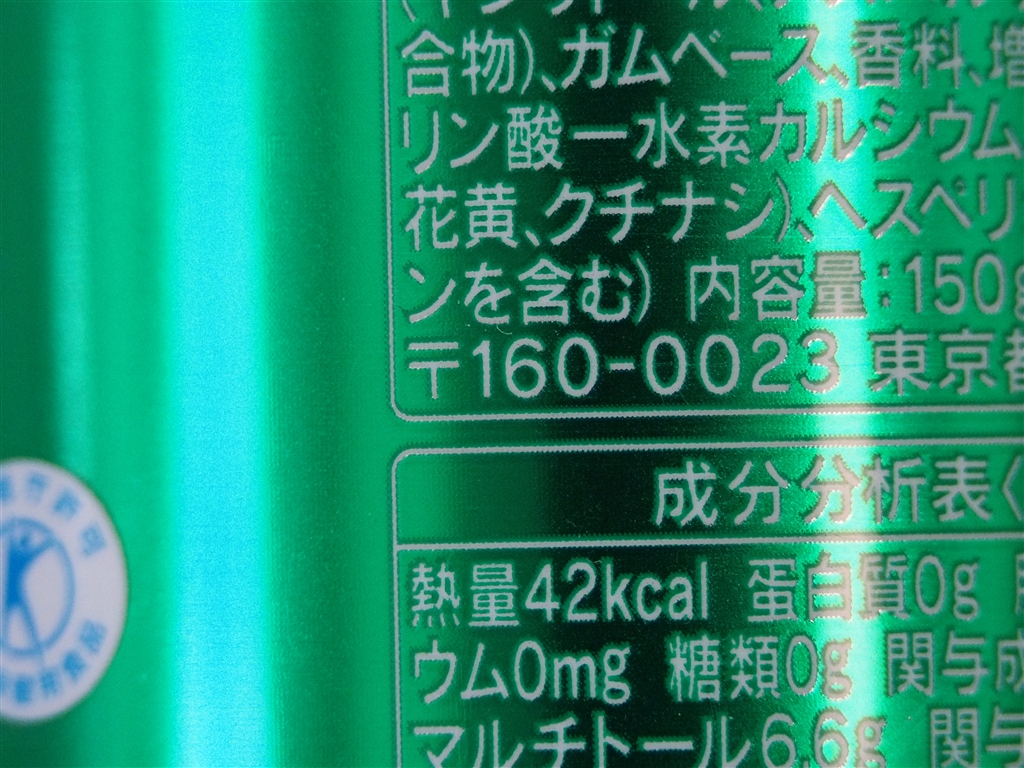 合物)、ガムベース、香料、増
リン酸一水素カルシウム
花黄、クチナシ)、ヘスペリ
ンを含む) 内容量:150g
〒160-0023 東京都
成分分析表〈
熱量42kcal 蛋白質0g
ウム0mg 糖類0g 関与成
マルチトール6.6g 関与
許可
食品